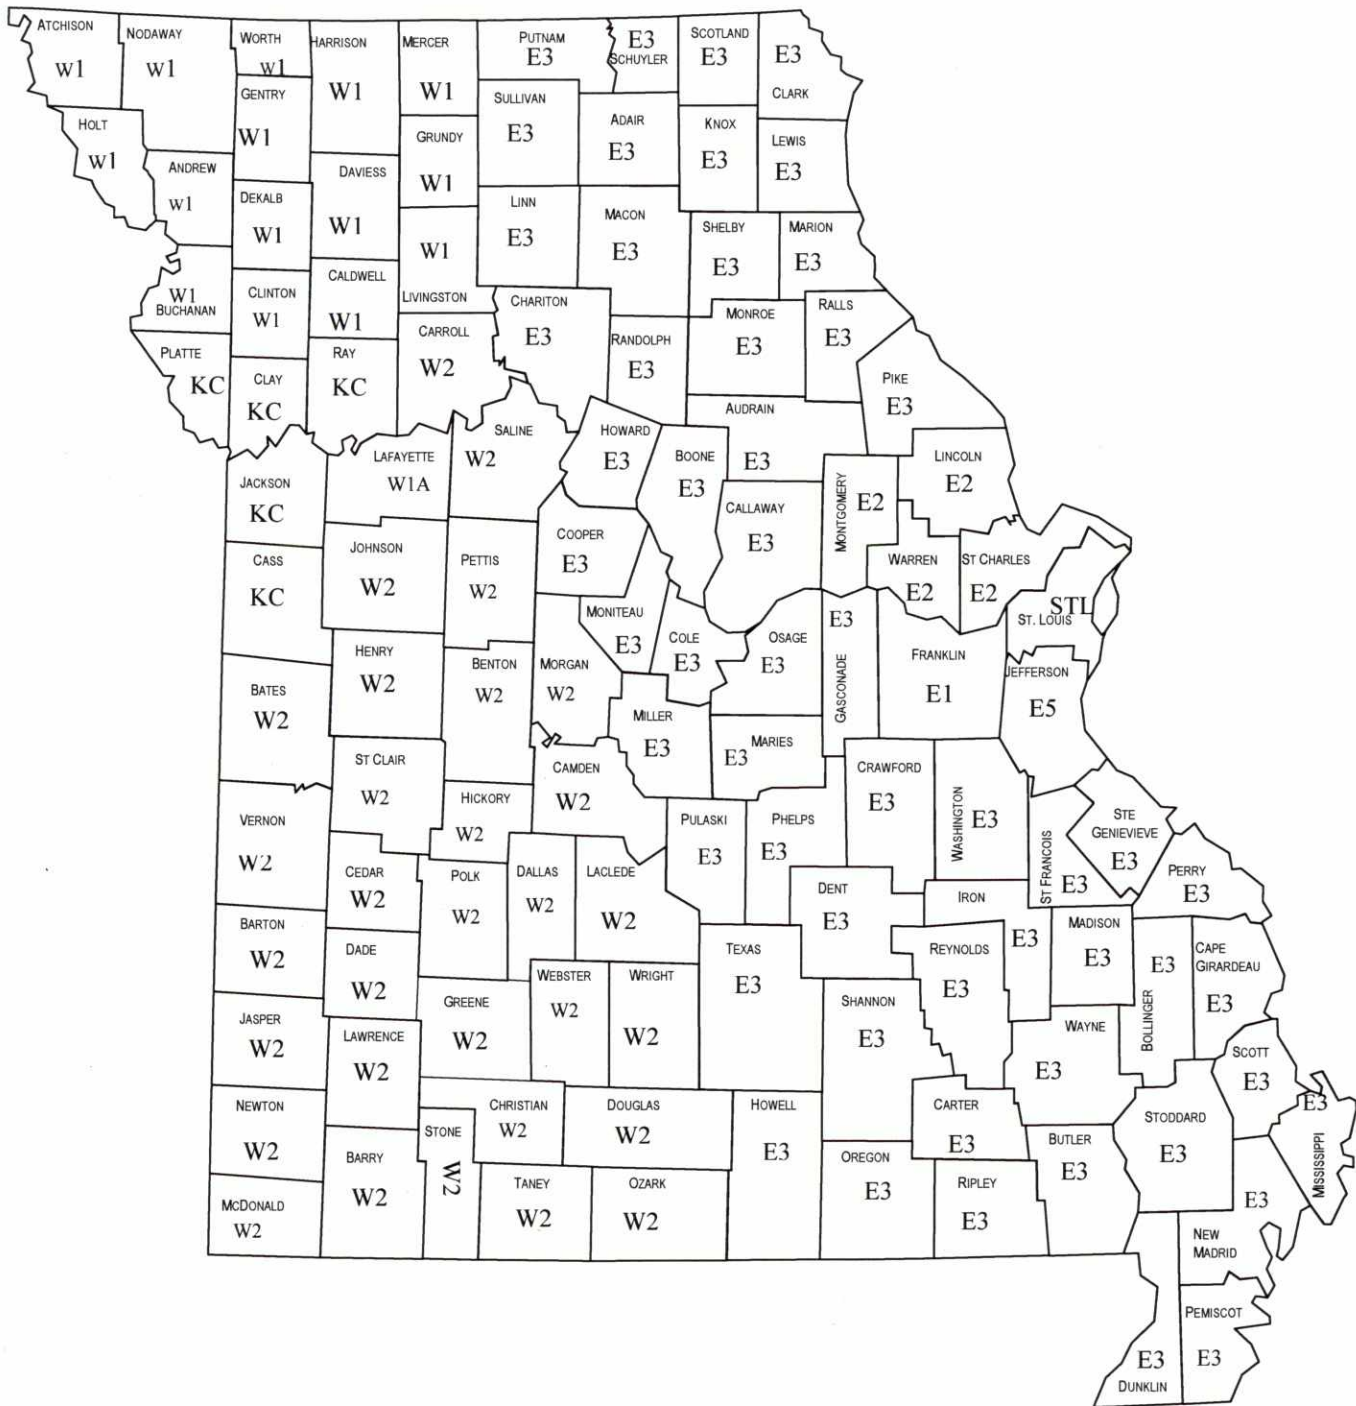 ATCHISON
W1
NODAWAY
W1
WORTH
W1
HARRISON
W1
MERCER
W1
PUTNAM
E3
E3
SCHUYLER
SCOTLAND
E3
E3
CLARK
HOLT
W1
GENTRY
W1
GRUNDY
W1
SULLIVAN
E3
ADAIR
E3
KNOX
E3
LEWIS
E3
ANDREW
W1
DEKALB
W1
DAVIESS
W1
W1
LIVINGSTON
LINN
E3
MACON
E3
SHELBY
E3
MARION
E3
W1
BUCHANAN
CLINTON
W1
CALDWELL
W1
CARROLL
W2
CHARITON
E3
RANDOLPH
E3
MONROE
E3
RALLS
E3
PLATTE
KC
CLAY
KC
RAY
KC
PIKE
E3
AUDRAIN
E3
JACKSON
KC
LAFAYETTE
W1A
SALINE
W2
HOWARD
E3
BOONE
E3
CALLAWAY
E3
MONTGOMERY
E2
LINCOLN
E2
CASS
KC
JOHNSON
W2
PETTIS
W2
COOPER
E3
WARREN
E2
ST CHARLES
E2
STL
ST. LOUIS
MONITEAU
E3
COLE
E3
OSAGE
E3
E3
GASCONADE
FRANKLIN
E1
JEFFERSON
E5
BATES
W2
HENRY
W2
BENTON
W2
MORGAN
W2
MILLER
E3
MARIES
E3
ST CLAIR
W2
HICKORY
W2
CAMDEN
W2
PULASKI
E3
PHELPS
E3
CRAWFORD
E3
WASHINGTON
E3
ST FRANCOIS
E3
STE
GENIEVIEVE
E3
PERRY
E3
VERNON
W2
CEDAR
W2
POLK
W2
DALLAS
W2
LACLEDE
W2
DENT
E3
IRON
E3
MADISON
E3
E3
BOLLINGER
CAPE
GIRARDEAU
E3
BARTON
W2
DADE
W2
GREENE
W2
WEBSTER
W2
WRIGHT
W2
TEXAS
E3
SHANNON
E3
REYNOLDS
E3
WAYNE
E3
SCOTT
E3
JASPER
W2
LAWRENCE
W2
NEWTON
W2
BARRY
W2
STONE
W2
CHRISTIAN
W2
DOUGLAS
W2
HOWELL
E3
CARTER
E3
BUTLER
E3
STODDARD
E3
E3
MISSISSIPPI
MCDONALD
W2
TANEY
W2
OZARK
W2
OREGON
E3
RIPLEY
E3
E3
NEW
MADRID
PEMISCOT
E3
E3
DUNKLIN